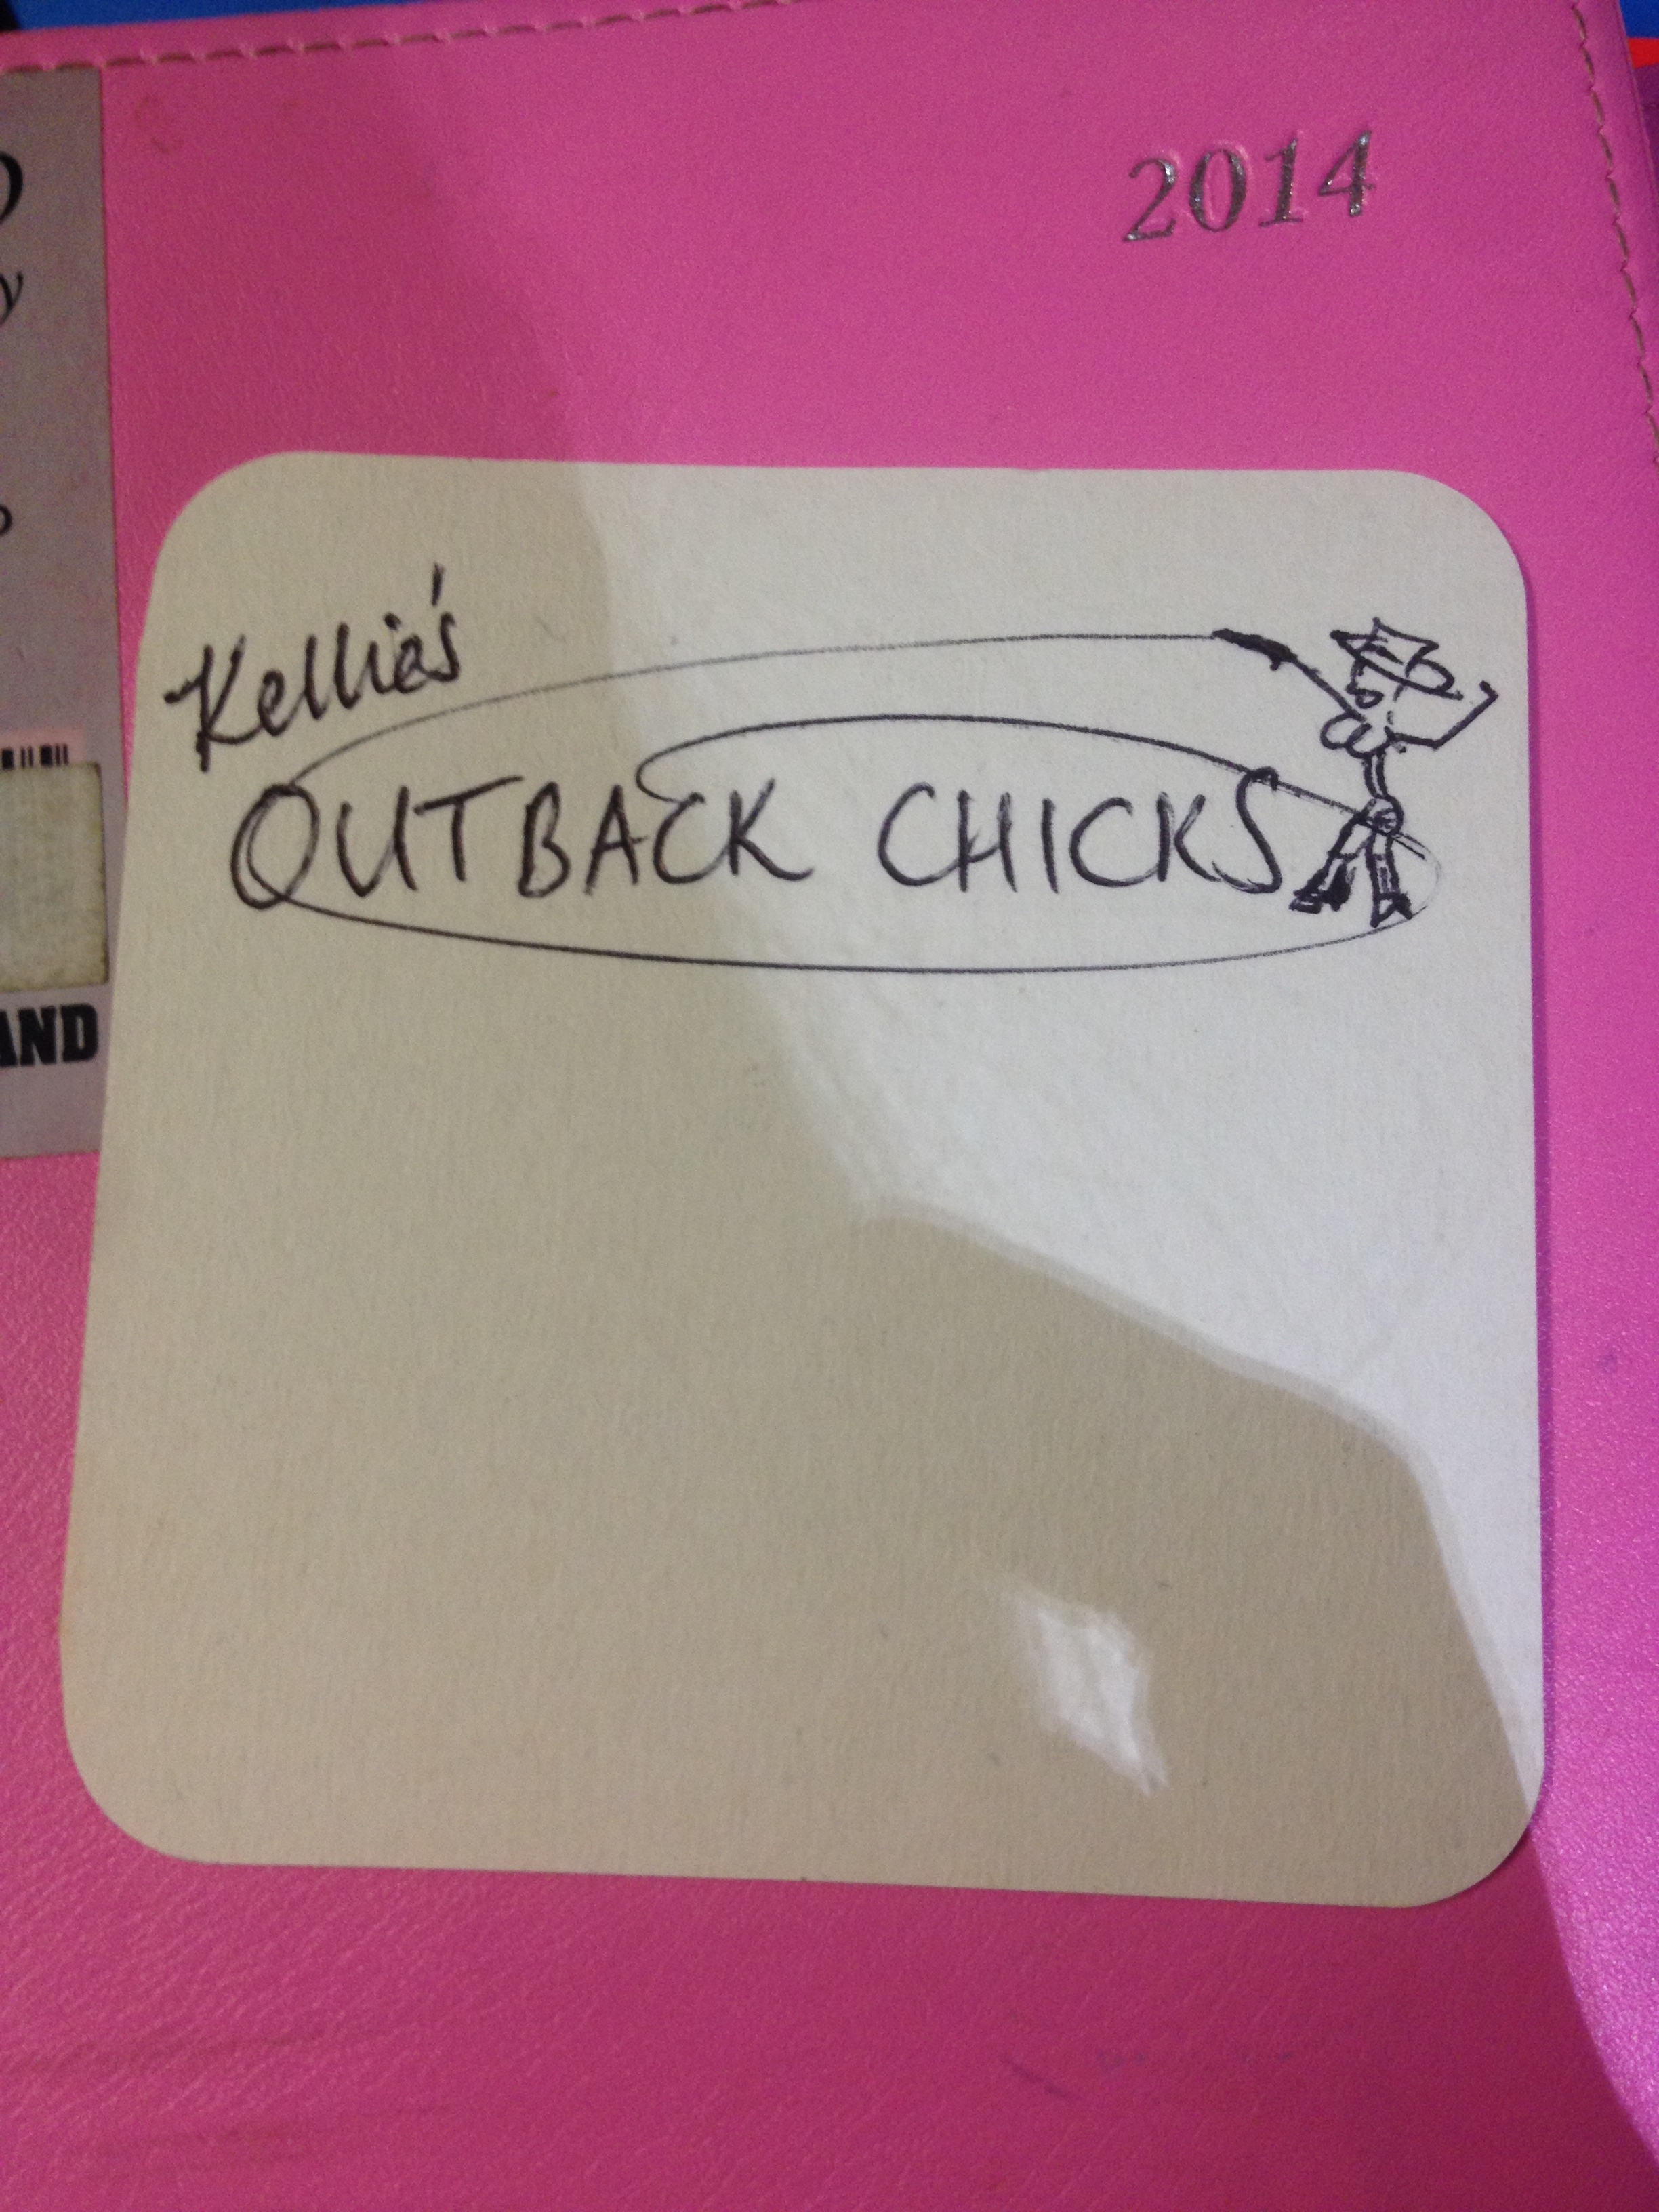 2014
Kellie's
OUTBACK CHICKS
AND